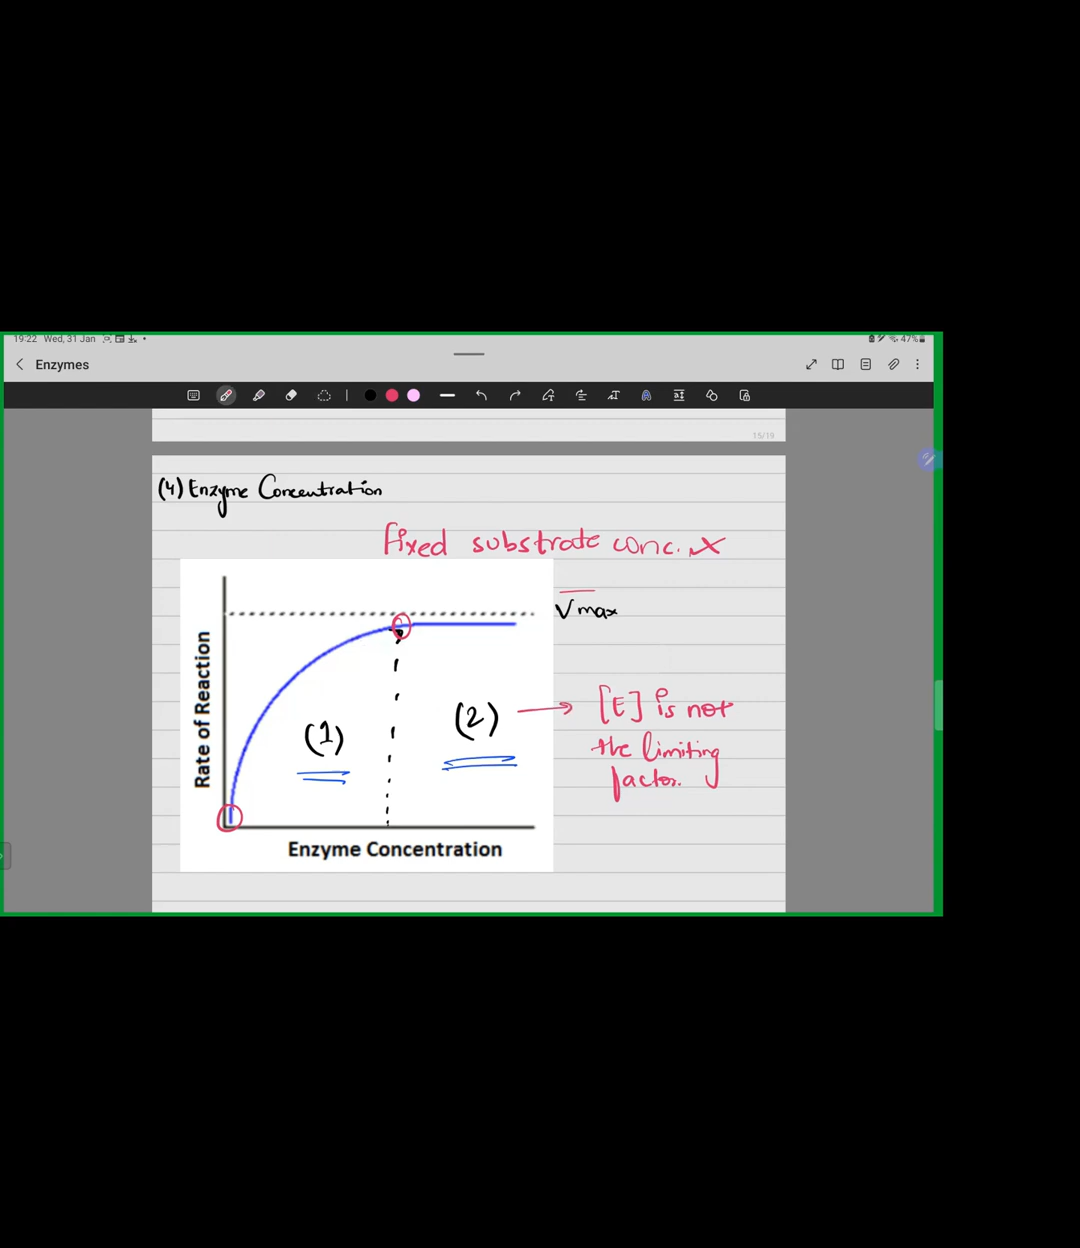 19:22 Wed, 31 Jan
47%
Enzymes
15/19
(4) Enzyme Concentration
Fixed substrate conc. X
Vmax
Rate of Reaction
(1)
(2)
[E] is not
the limiting
factor.
Enzyme Concentration